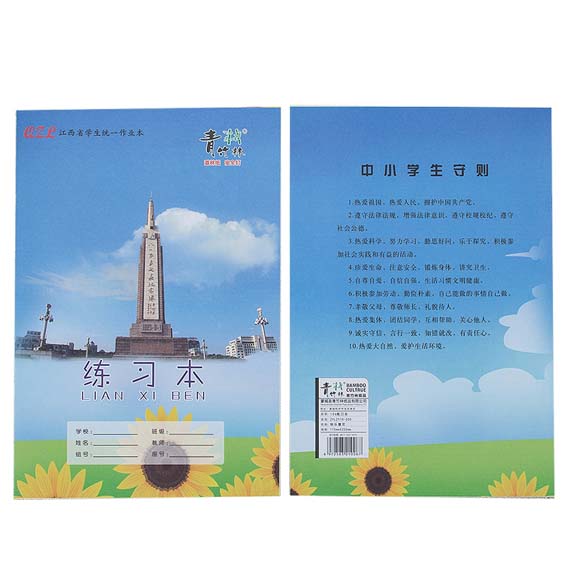 江西省学生统一作业本
青竹林
练习本
LIAN XI BEN
学校: 班级:
姓名: 教师:
组号: 座号:
中小学生守则
1.热爱祖国，热爱人民，拥护中国共产党。
2.遵守法律法规，增强法律意识。遵守校规校纪，遵守
社会公德。
3.热爱科学，努力学习，勤思好问，乐于探究，积极参
加社会实践和有益的活动。
4.珍爱生命，注意安全，锻炼身体，讲究卫生。
5.自尊自爱，自信自强，生活习惯文明健康。
6.积极参加劳动，勤俭朴素，自己能做的事情自己做。
7.孝敬父母，尊敬师长，礼貌待人。
8.热爱集体，团结同学，互相帮助，关心他人。
9.诚实守信，言行一致，知错就改，有责任心。
10.热爱大自然，爱护生活环境。
青竹林
BAMBOO
CULTRUE